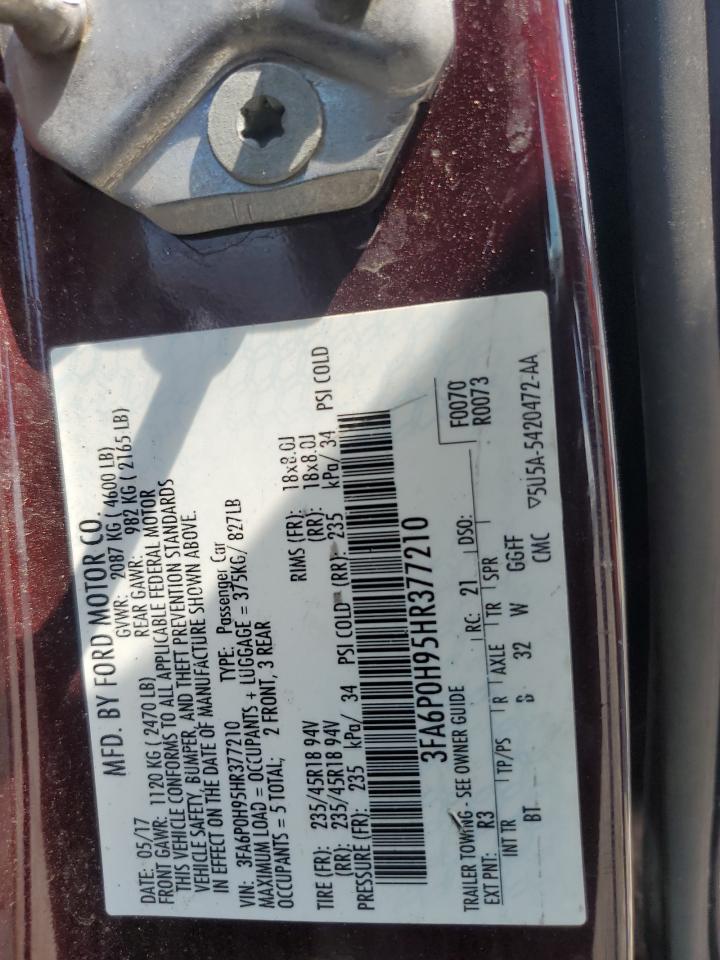 MFD. BY FORD MOTOR CO.
DATE: 05/17 GVWR: 2087 KG ( 4600 LB)
FRONT GAWR: 1120 KG ( 2470 LB) REAR GAWR: 982 KG ( 2165 LB)
THIS VEHICLE CONFORMS TO ALL APPLICABLE FEDERAL MOTOR
VEHICLE SAFETY, BUMPER, AND THEFT PREVENTION STANDARDS
IN EFFECT ON THE DATE OF MANUFACTURE SHOWN ABOVE.
VIN: 3FA6P0H95HR377210 TYPE: Passenger Car
MAXIMUM LOAD = OCCUPANTS + LUGGAGE = 375KG/ 827LB
OCCUPANTS = 5 TOTAL; 2 FRONT, 3 REAR
TIRE (FR): 235/45R18 94V RIMS (FR): 18x8.0J
(RR): 235/45R18 94V (RR): 18x8.0J
PRESSURE (FR): 235 kPa/ 34 PSI COLD (RR): 235 kPa/ 34 PSI COLD
3FA6P0H95HR377210
F0070
R0073
TRAILER TOWING - SEE OWNER GUIDE
EXT PNT: R3 RC: 21 DSO:
INT TR TP/PS R AXLE TR SPR
BT B 32 W GGFF
CMC ▽5U5A-5420472-AA